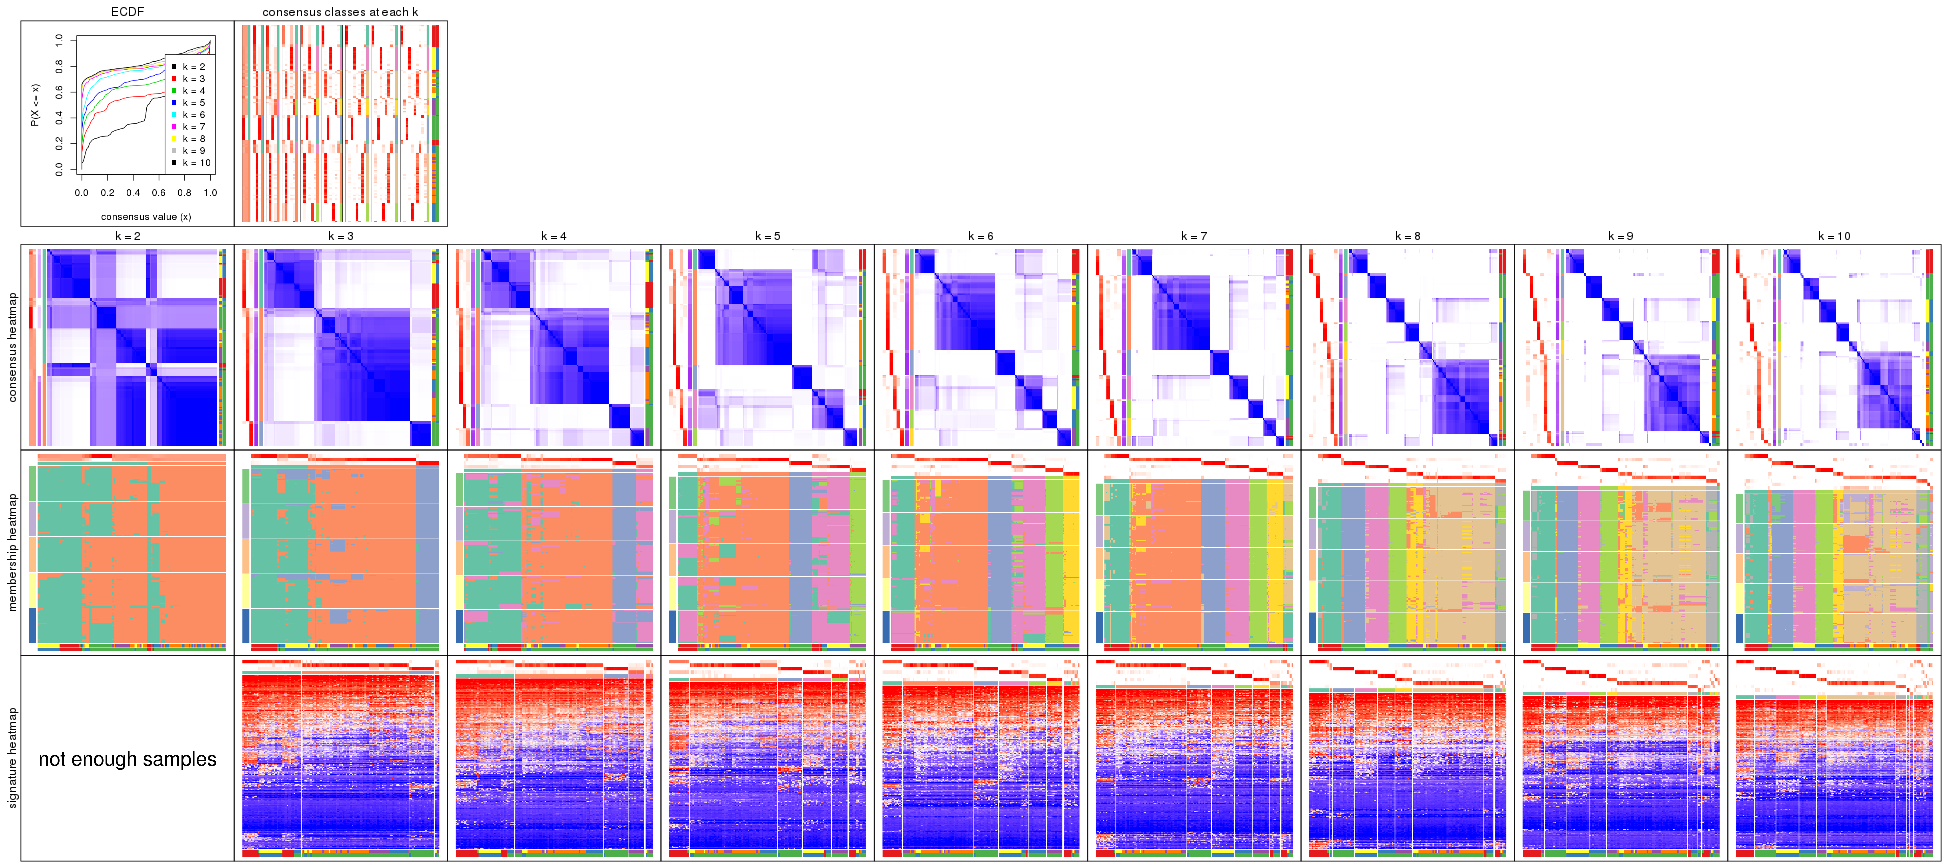 ECDF
consensus classes at each k
P(X <= x)
0.0 0.2 0.4 0.6 0.8 1.0
k = 2
k = 3
k = 4
k = 5
k = 6
k = 7
k = 8
k = 9
k = 10
0.0 0.2 0.4 0.6 0.8 1.0
consensus value (x)
k = 2 k = 3 k = 4 k = 5 k = 6 k = 7 k = 8 k = 9 k = 10
consensus heatmap
membership heatmap
signature heatmap
not enough samples